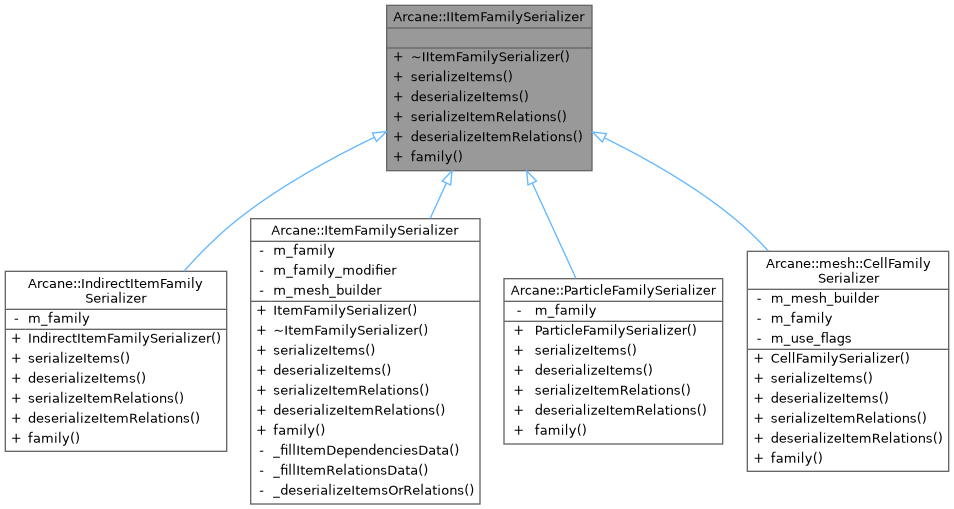 Arcane::IItemFamilySerializer
+ ~IItemFamilySerializer()
+ serializeItems()
+ deserializeItems()
+ serializeItemRelations()
+ deserializeItemRelations()
+ family()
Arcane::IndirectItemFamily
Serializer
- m_family
+ IndirectItemFamilySerializer()
+ serializeItems()
+ deserializeItems()
+ serializeItemRelations()
+ deserializeItemRelations()
+ family()
Arcane::ItemFamilySerializer
- m_family
- m_family_modifier
- m_mesh_builder
+ ItemFamilySerializer()
+ ~ItemFamilySerializer()
+ serializeItems()
+ deserializeItems()
+ serializeItemRelations()
+ deserializeItemRelations()
+ family()
- _fillItemDependenciesData()
- _fillItemRelationsData()
- _deserializeItemsOrRelations()
Arcane::ParticleFamilySerializer
- m_family
+ ParticleFamilySerializer()
+ serializeItems()
+ deserializeItems()
+ serializeItemRelations()
+ deserializeItemRelations()
+ family()
Arcane::mesh::CellFamily
Serializer
- m_mesh_builder
- m_family
- m_use_flags
+ CellFamilySerializer()
+ serializeItems()
+ deserializeItems()
+ serializeItemRelations()
+ deserializeItemRelations()
+ family()